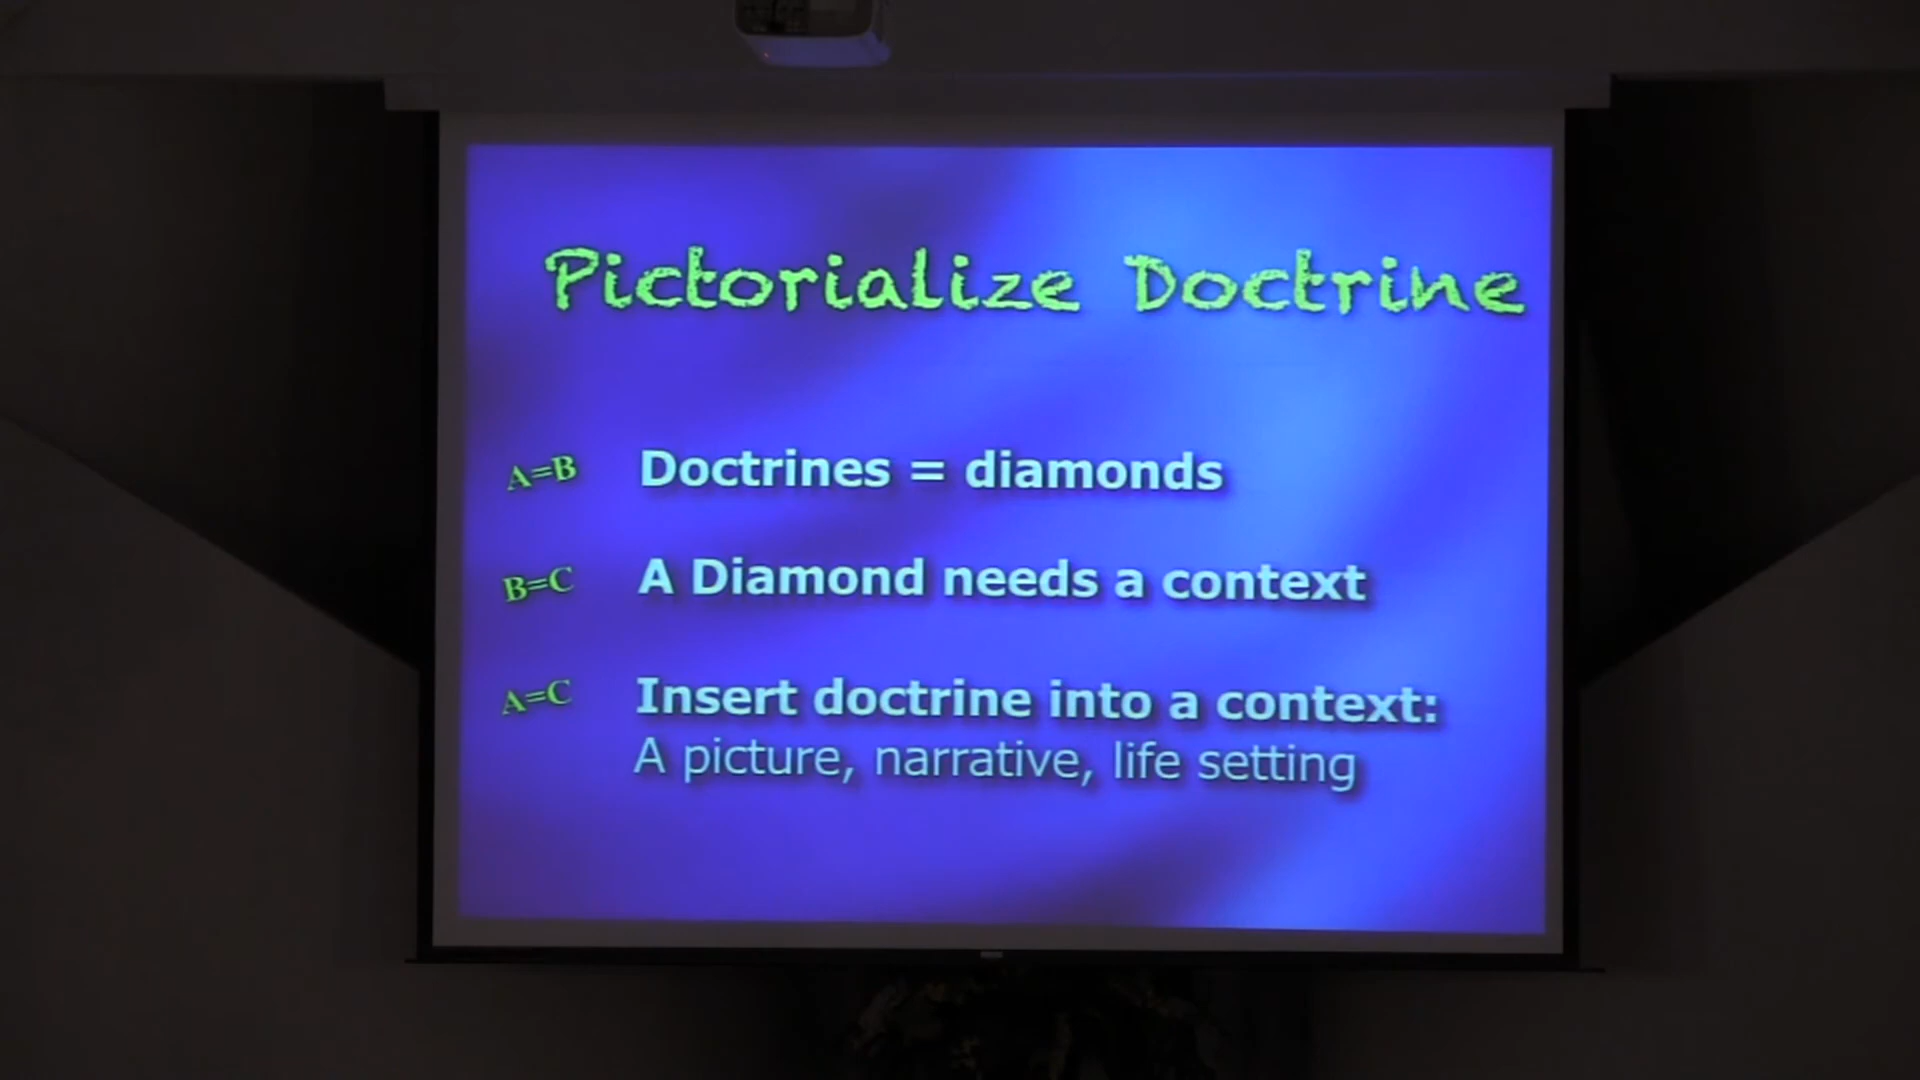 Pictorialize Doctrine
A=B Doctrines = diamonds
B=C A Diamond needs a context
A=C Insert doctrine into a context:
A picture, narrative, life setting